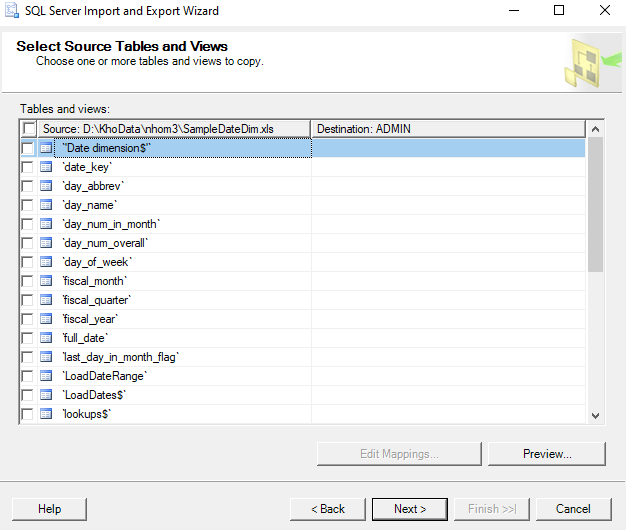 SQL Server Import and Export Wizard
Select Source Tables and Views
Choose one or more tables and views to copy.
Tables and views:
Source: D:\KhoData\nhom3\SampleDateDim.xls Destination: ADMIN
`'Date dimension$'`
`date_key`
`day_abbrev`
`day_name`
`day_num_in_month`
`day_num_overall`
`day_of_week`
`fiscal_month`
`fiscal_quarter`
`fiscal_year`
`full_date`
`last_day_in_month_flag`
`LoadDateRange`
`LoadDates$`
`lookups$`
Edit Mappings... Preview...
Help < Back Next > Finish >>| Cancel